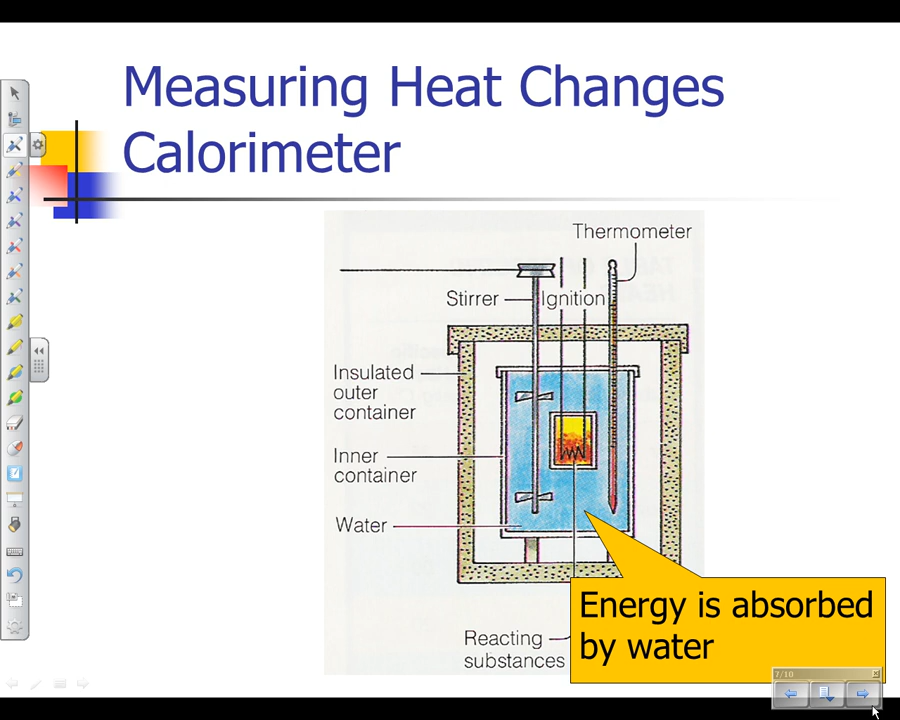 Measuring Heat Changes
Calorimeter
Thermometer
Stirrer
Ignition
Insulated
outer
container
Inner
container
Water
Energy is absorbed
by water
Reacting
substances
7/10